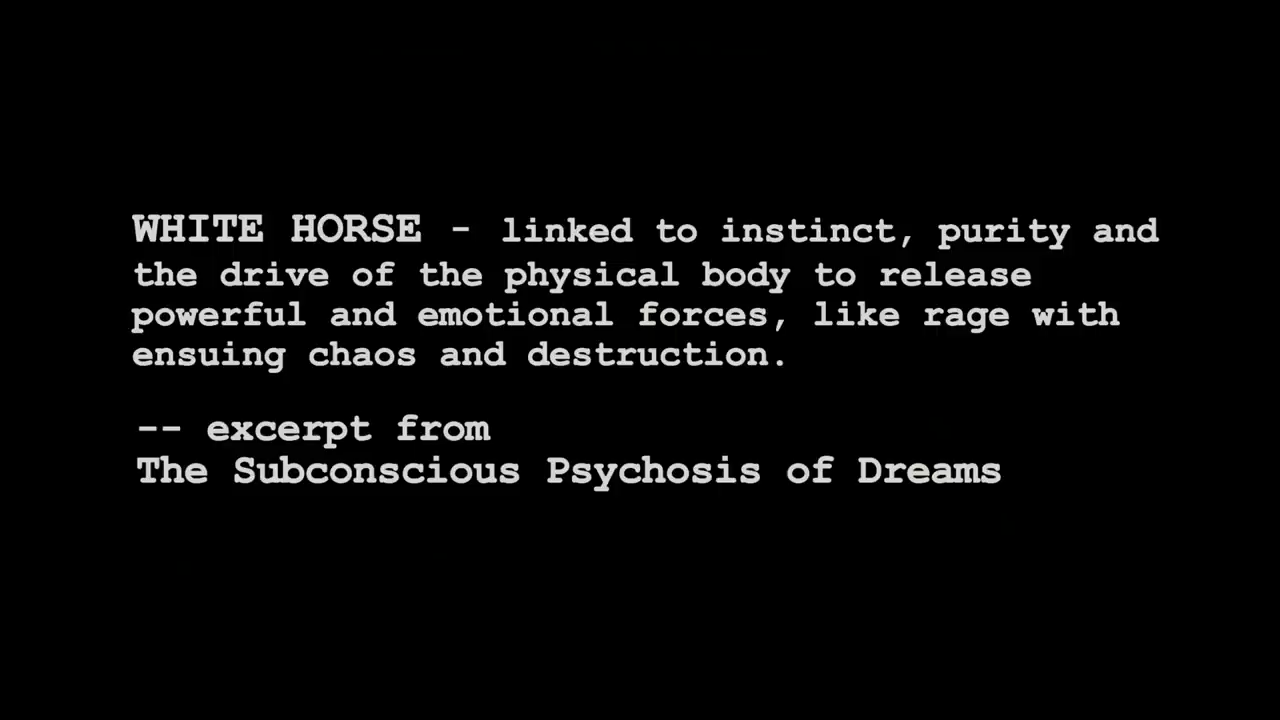 WHITE HORSE - linked to instinct, purity and
the drive of the physical body to release
powerful and emotional forces, like rage with
ensuing chaos and destruction.
-- excerpt from
The Subconscious Psychosis of Dreams